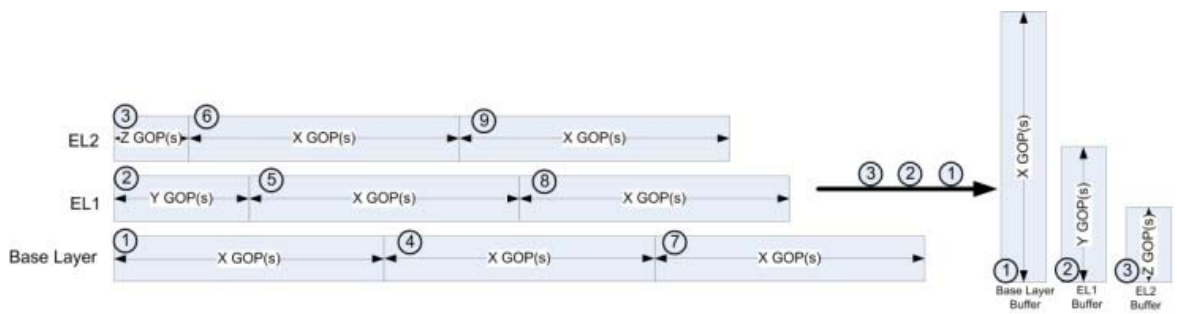 ③ ⑥ ⑨
EL2 Z GOP(s) X GOP(s) X GOP(s)
② ⑤ ⑧
EL1 Y GOP(s) X GOP(s) X GOP(s)
① ④ ⑦
Base Layer X GOP(s) X GOP(s) X GOP(s)
③ ② ①
X GOP(s)
Y GOP(s)
Z GOP(s)
① ② ③
Base Layer
Buffer
EL1
Buffer
EL2
Buffer